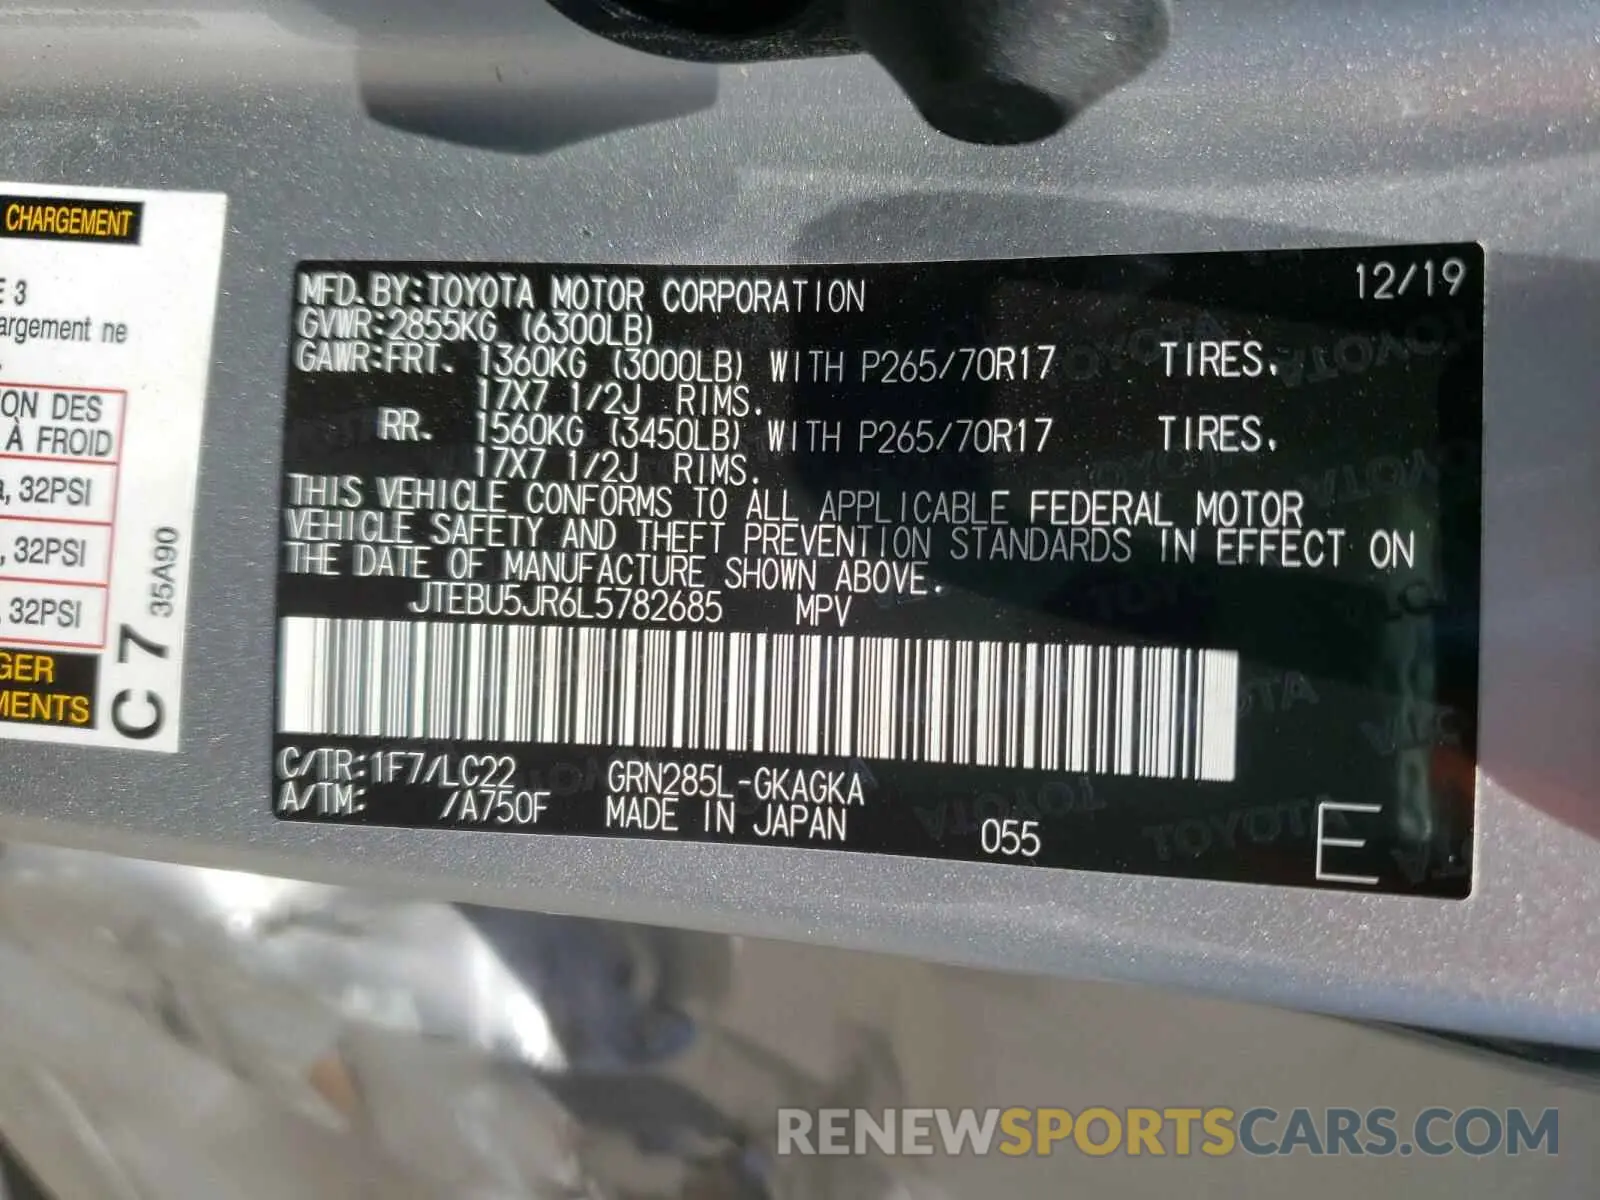 CHARGEMENT
E 3
argement ne
ON DES
À FROID
, 32PSI
, 32PSI
, 32PSI
GER
MENTS
C 7
35A90
12/19
MFD.BY:TOYOTA MOTOR CORPORATION
GVWR:2855KG (6300LB)
GAWR:FRT. 1360KG (3000LB) WITH P265/70R17 TIRES.
17X7 1/2J RIMS.
RR. 1560KG (3450LB) WITH P265/70R17 TIRES.
17X7 1/2J RIMS.
THIS VEHICLE CONFORMS TO ALL APPLICABLE FEDERAL MOTOR
VEHICLE SAFETY AND THEFT PREVENTION STANDARDS IN EFFECT ON
THE DATE OF MANUFACTURE SHOWN ABOVE.
JTEBU5JR6L5782685 MPV
C/TR:1F7/LC22 GRN285L-GKAGKA
A/TM: /A750F MADE IN JAPAN 055
E
RENEWSPORTSCARS.COM